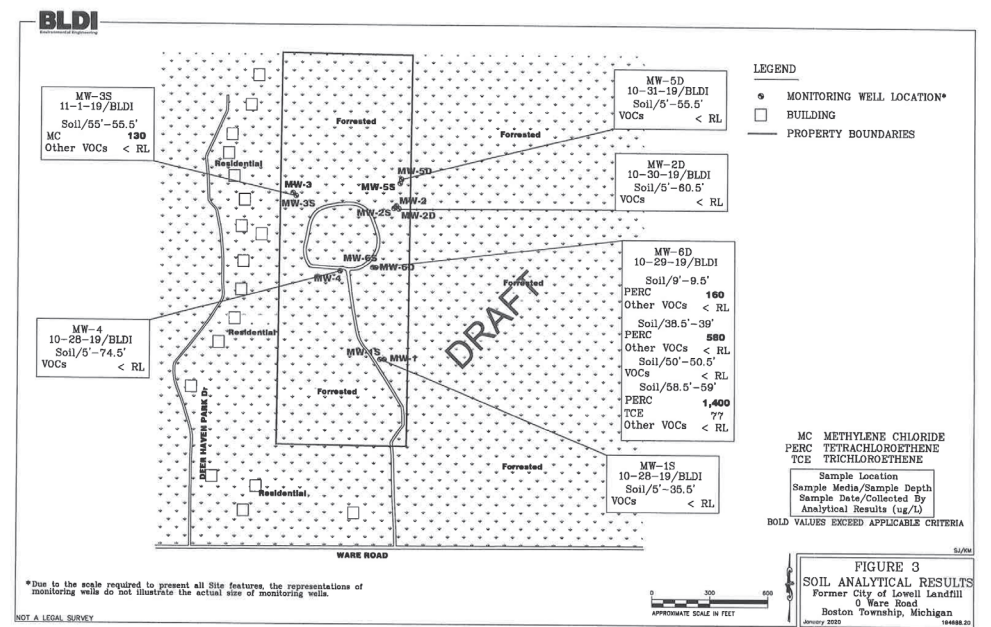 BLDI
Environmental Engineering
MW-3S
11-1-19/BLDI
Soil/55'-55.5'
MC 130
Other VOCs < RL
MW-4
10-28-19/BLDI
Soil/5'-74.5'
VOCs < RL
MW-5D
10-31-19/BLDI
Soil/5'-55.5'
VOCs < RL
MW-2D
10-30-19/BLDI
Soil/5'-60.5'
VOCs < RL
MW-6D
10-29-19/BLDI
Soil/9'-9.5'
PERC 160
Other VOCs < RL
Soil/38.5'-39'
PERC 580
Other VOCs < RL
Soil/50'-50.5'
VOCs < RL
Soil/58.5'-59'
PERC 1,400
TCE 77
Other VOCs < RL
MW-1S
10-28-19/BLDI
Soil/5'-35.5'
VOCs < RL
Forrested
Forrested
Residential
MW-5D
MW-5S
MW-3
MW-3S
MW-2
MW-2S
MW-2D
MW-6S
MW-6D
MW-4
Forrested
DRAFT
Residential
MW-1S
MW-1
Forrested
DEER HAVEN PARK Dr
Forrested
Residential
WARE ROAD
LEGEND
MONITORING WELL LOCATION*
BUILDING
PROPERTY BOUNDARIES
MC METHYLENE CHLORIDE
PERC TETRACHLOROETHENE
TCE TRICHLOROETHENE
Sample Location
Sample Media/Sample Depth
Sample Date/Collected By
Analytical Results (ug/L)
BOLD VALUES EXCEED APPLICABLE CRITERIA
*Due to the scale required to present all Site features, the representations of
monitoring wells do not illustrate the actual size of monitoring wells.
NOT A LEGAL SURVEY
0 300 600
APPROXIMATE SCALE IN FEET
SJ/KM
FIGURE 3
SOIL ANALYTICAL RESULTS
Former City of Lowell Landfill
0 Ware Road
Boston Township, Michigan
January 2020 194688.20